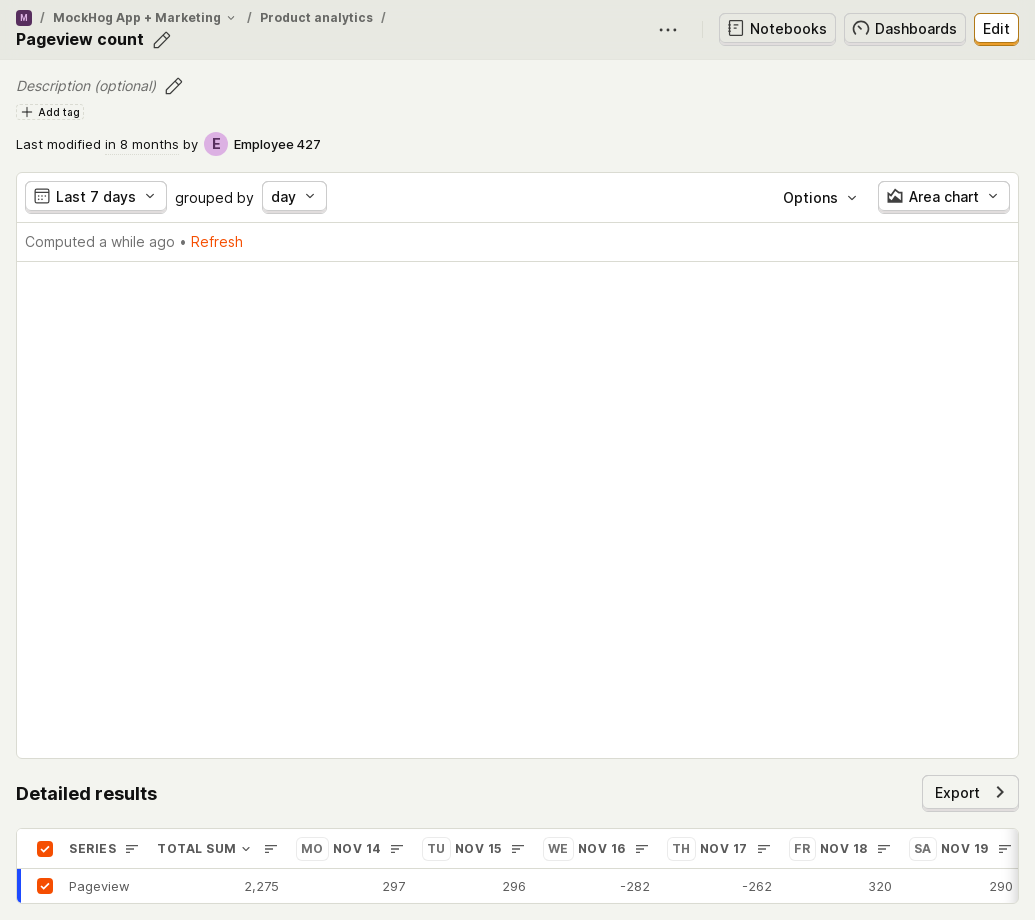 M / MockHog App + Marketing / Product analytics /
Pageview count
Notebooks
Dashboards
Edit
Description (optional)
Add tag
Last modified in 8 months by E Employee 427
Last 7 days grouped by day
Options
Area chart
Computed a while ago • Refresh
Detailed results
Export
SERIES TOTAL SUM MO NOV 14 TU NOV 15 WE NOV 16 TH NOV 17 FR NOV 18 SA NOV 19
Pageview 2,275 297 296 -282 -262 320 290